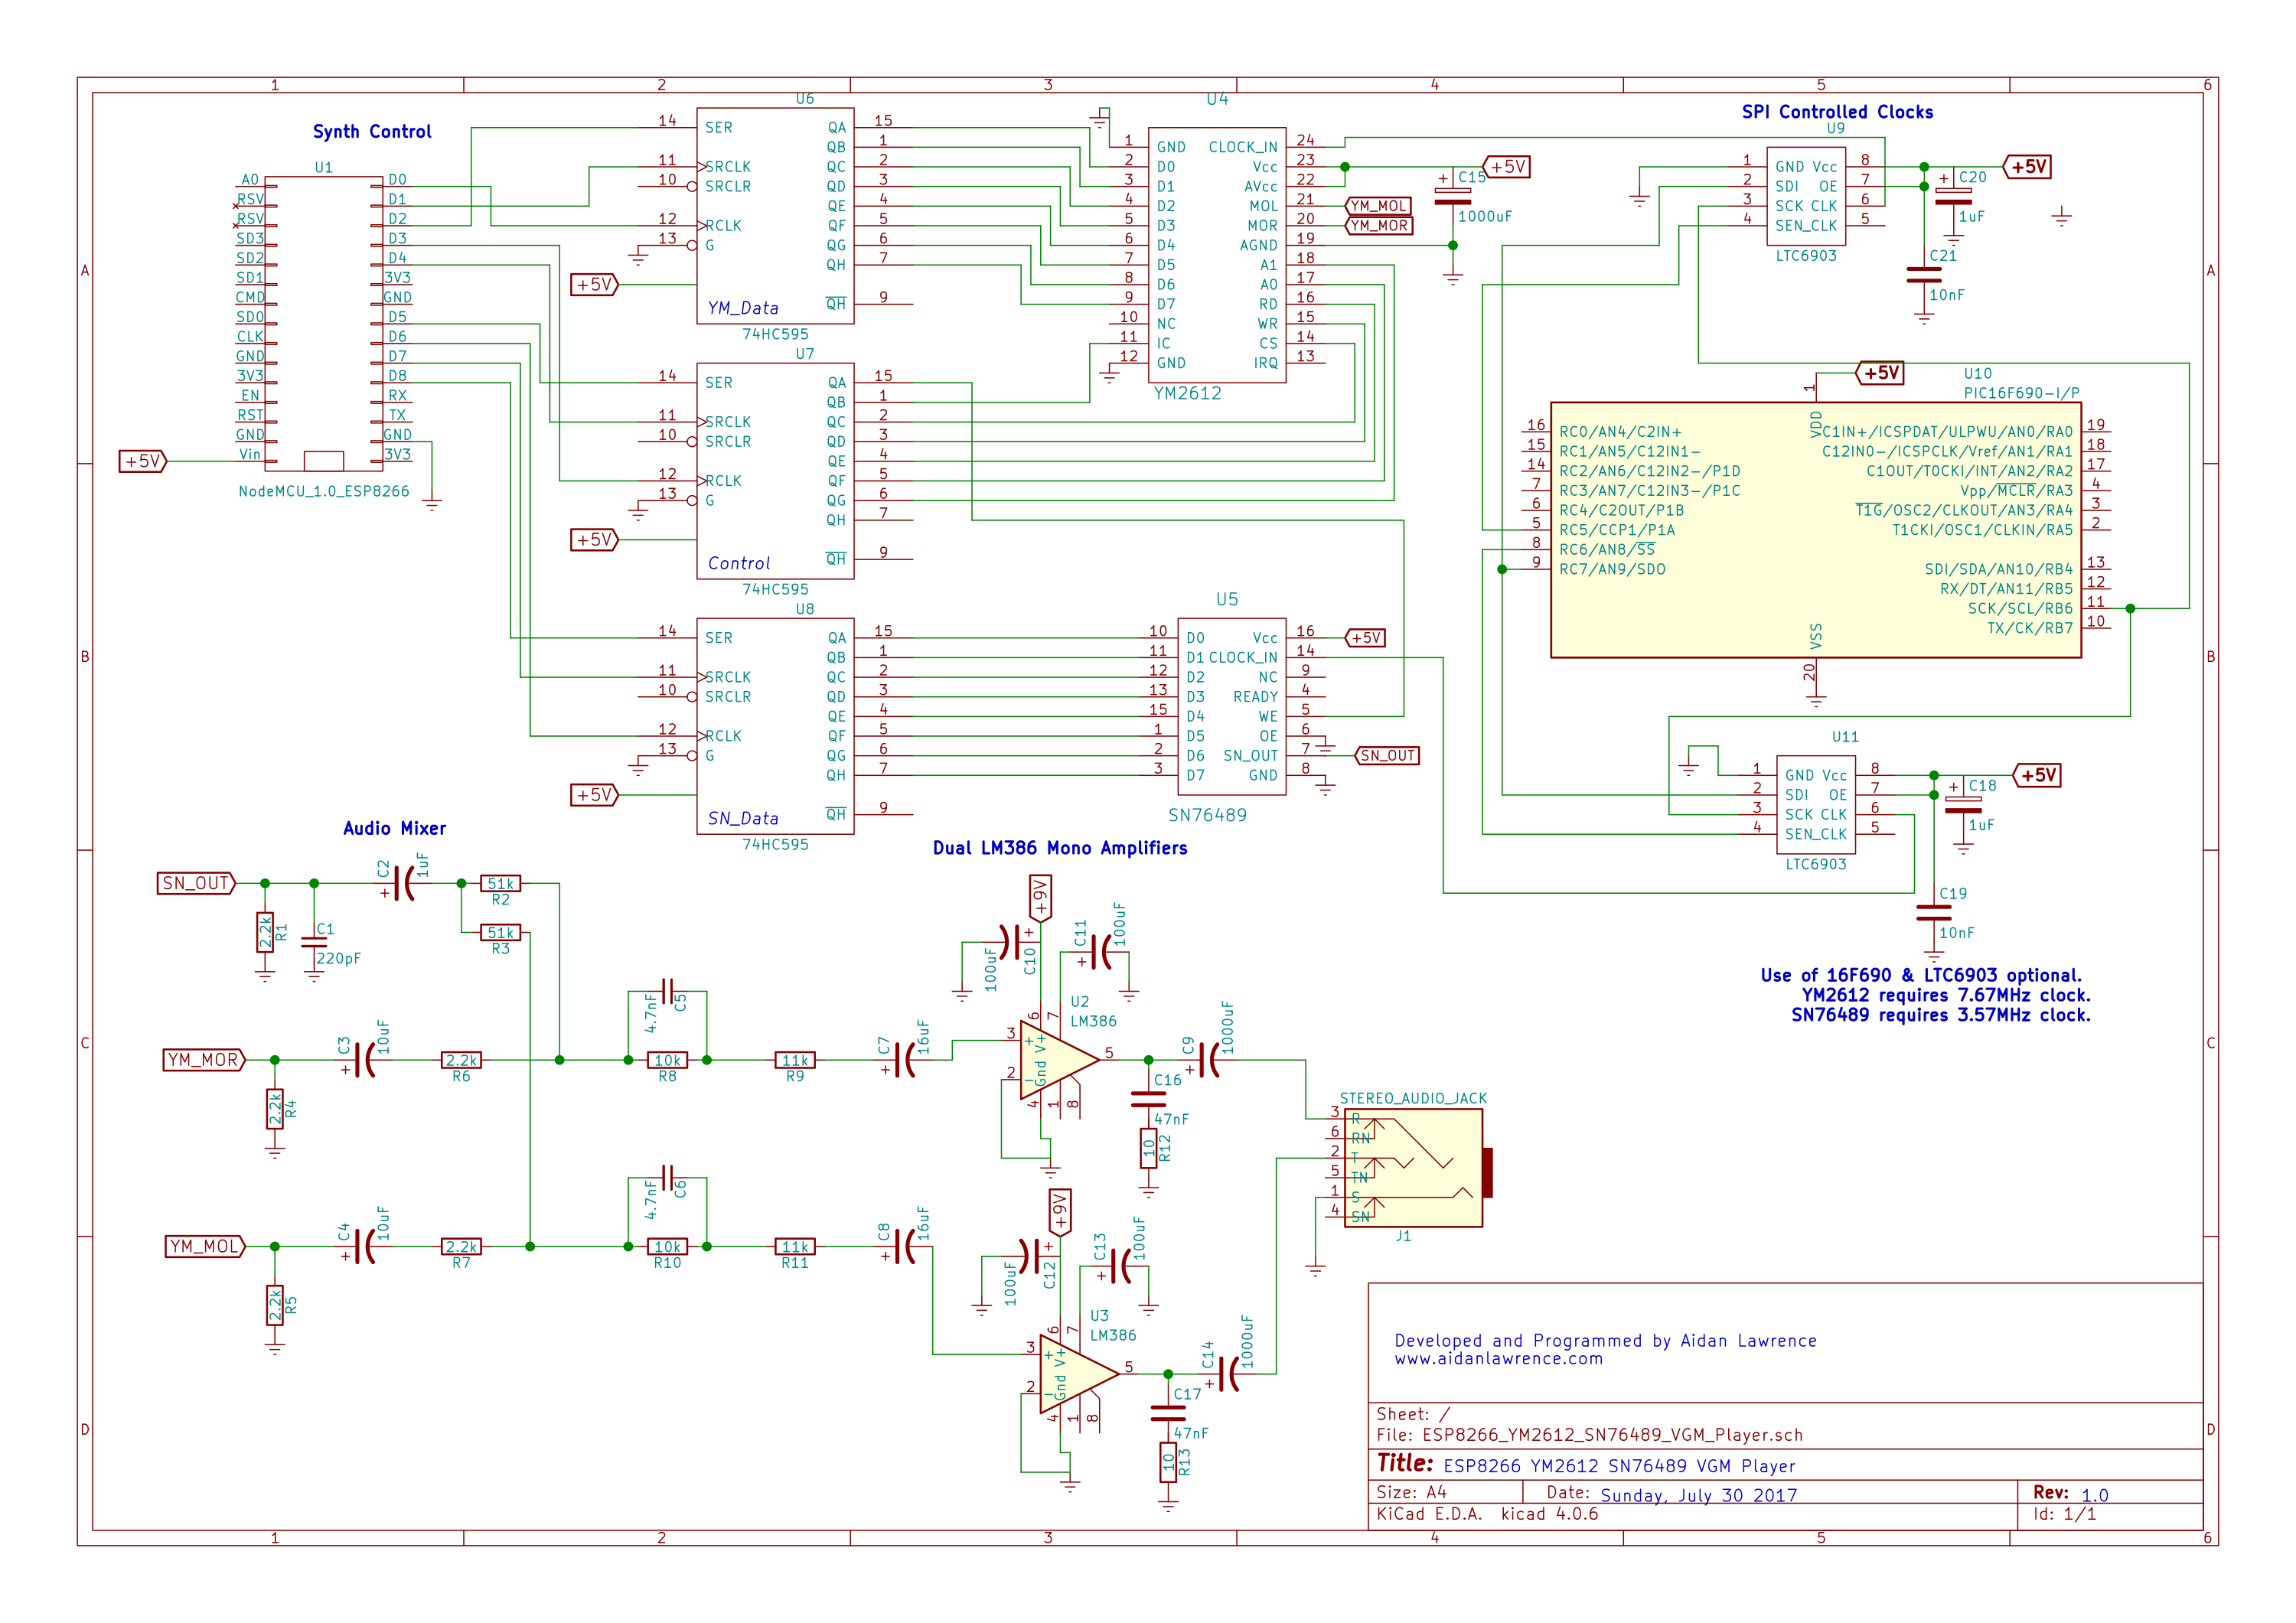 1 2 3 4 5 6
A A
B B
C C
D D
Synth Control
U1
A0 D0
RSV D1
RSV D2
SD3 D3
SD2 D4
SD1 3V3
CMD GND
SD0 D5
CLK D6
GND D7
3V3 D8
EN RX
RST TX
GND GND
Vin 3V3
+5V
NodeMCU_1.0_ESP8266
U6
14 SER QA 15
QB 1
11 SRCLK QC 2
10 SRCLR QD 3
QE 4
12 RCLK QF 5
13 G QG 6
QH 7
+5V
YM_Data QH 9
74HC595
U7
14 SER QA 15
QB 1
11 SRCLK QC 2
10 SRCLR QD 3
QE 4
12 RCLK QF 5
13 G QG 6
QH 7
+5V
Control QH 9
74HC595
U8
14 SER QA 15
QB 1
11 SRCLK QC 2
10 SRCLR QD 3
QE 4
12 RCLK QF 5
13 G QG 6
QH 7
+5V
SN_Data QH 9
74HC595
U4
1 GND CLOCK_IN 24
2 D0 Vcc 23
3 D1 AVcc 22
4 D2 MOL 21
5 D3 MOR 20
6 D4 AGND 19
7 D5 A1 18
8 D6 A0 17
9 D7 RD 16
10 NC WR 15
11 IC CS 14
12 GND IRQ 13
YM2612
+5V
YM_MOL
YM_MOR
+ C15
1000uF
U5
10 D0 Vcc 16
11 D1 CLOCK_IN 14
12 D2 NC 9
13 D3 READY 4
15 D4 WE 5
1 D5 OE 6
2 D6 SN_OUT 7
3 D7 GND 8
SN76489
+5V
SN_OUT
SPI Controlled Clocks
U9
1 GND Vcc 8
2 SDI OE 7
3 SCK CLK 6
4 SEN_CLK 5
LTC6903
+5V
+ C20
1uF
C21
10nF
+5V
U10
PIC16F690-I/P
1
VDD
16 RC0/AN4/C2IN+ C1IN+/ICSPDAT/ULPWU/AN0/RA0 19
15 RC1/AN5/C12IN1- C12IN0-/ICSPCLK/Vref/AN1/RA1 18
14 RC2/AN6/C12IN2-/P1D C1OUT/T0CKI/INT/AN2/RA2 17
7 RC3/AN7/C12IN3-/P1C Vpp/MCLR/RA3 4
6 RC4/C2OUT/P1B T1G/OSC2/CLKOUT/AN3/RA4 3
5 RC5/CCP1/P1A T1CKI/OSC1/CLKIN/RA5 2
8 RC6/AN8/SS
9 RC7/AN9/SDO SDI/SDA/AN10/RB4 13
RX/DT/AN11/RB5 12
SCK/SCL/RB6 11
TX/CK/RB7 10
VSS
20
U11
1 GND Vcc 8
2 SDI OE 7
3 SCK CLK 6
4 SEN_CLK 5
LTC6903
+5V
+ C18
1uF
C19
10nF
Use of 16F690 & LTC6903 optional.
YM2612 requires 7.67MHz clock.
SN76489 requires 3.57MHz clock.
Audio Mixer
SN_OUT
2.2k R1
C1
220pF
+ C2 1uF
51k
R2
51k
R3
YM_MOR
2.2k R4
+ C3 10uF
2.2k
R6
4.7nF C5
10k
R8
11k
R9
+ C7 16uF
YM_MOL
2.2k R5
+ C4 10uF
2.2k
R7
4.7nF C6
10k
R10
11k
R11
+ C8 16uF
Dual LM386 Mono Amplifiers
+9V
100uF C10 +
+ C11 100uF
U2
LM386
3 + 6 V+ 7
2 - Gnd 5
4 1 8
+ C9 1000uF
C16
47nF
10 R12
+9V
100uF C12 +
+ C13 100uF
U3
LM386
3 + 6 V+ 7
2 - Gnd 5
4 1 8
+ C14 1000uF
C17
47nF
10 R13
STEREO_AUDIO_JACK
3 R
6 RN
2 T
5 TN
1 S
4 SN
J1
Developed and Programmed by Aidan Lawrence
www.aidanlawrence.com
Sheet: /
File: ESP8266_YM2612_SN76489_VGM_Player.sch
Title: ESP8266 YM2612 SN76489 VGM Player
Size: A4 Date: Sunday, July 30 2017 Rev: 1.0
KiCad E.D.A. kicad 4.0.6 Id: 1/1
1 2 3 4 5 6